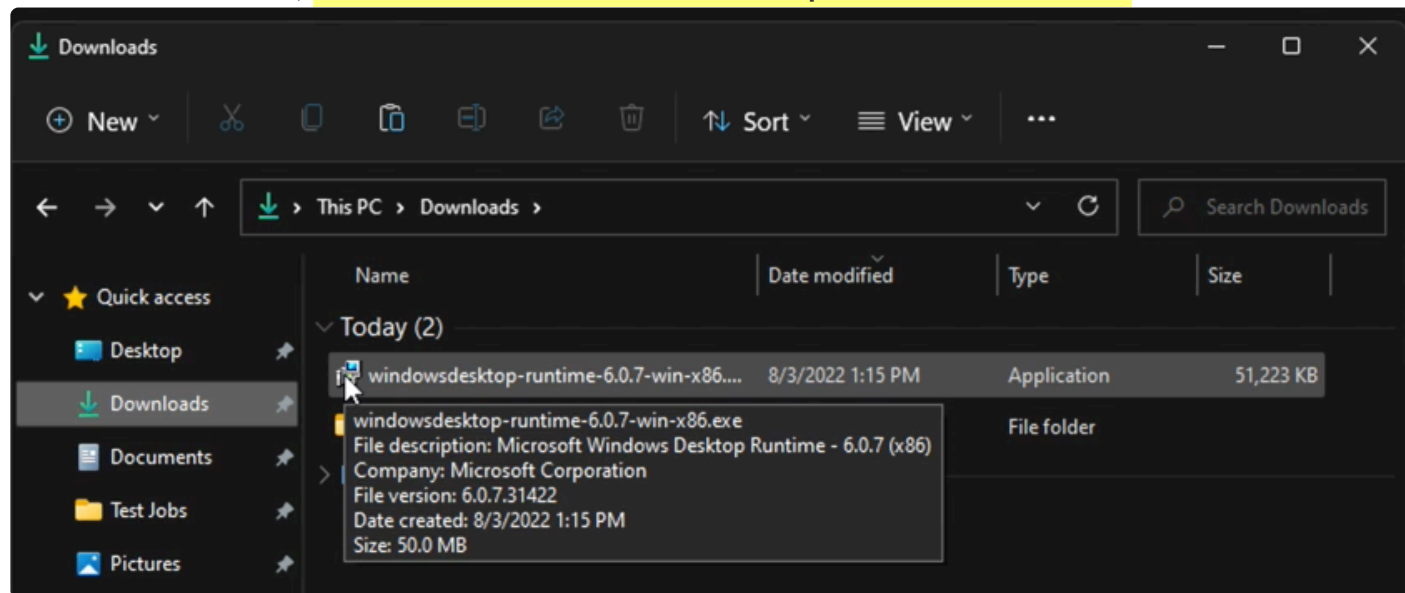 Downloads
New
Sort
View
This PC > Downloads >
Search Downloads
Name
Date modified
Type
Size
Quick access
Today (2)
Desktop
windowsdesktop-runtime-6.0.7-win-x86.... 8/3/2022 1:15 PM Application 51,223 KB
Downloads
windowsdesktop-runtime-6.0.7-win-x86.exe
File folder
File description: Microsoft Windows Desktop Runtime - 6.0.7 (x86)
Documents
Company: Microsoft Corporation
File version: 6.0.7.31422
Test Jobs
Date created: 8/3/2022 1:15 PM
Size: 50.0 MB
Pictures